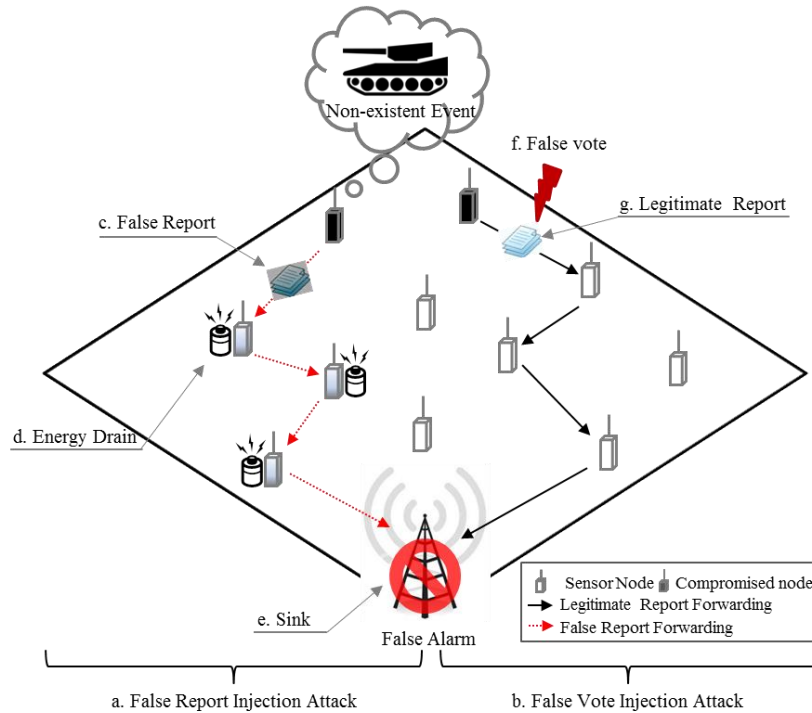 Non-existent Event
f. False vote
g. Legitimate Report
c. False Report
d. Energy Drain
e. Sink
False Alarm
Sensor Node Compromised node
Legitimate Report Forwarding
False Report Forwarding
a. False Report Injection Attack
b. False Vote Injection Attack